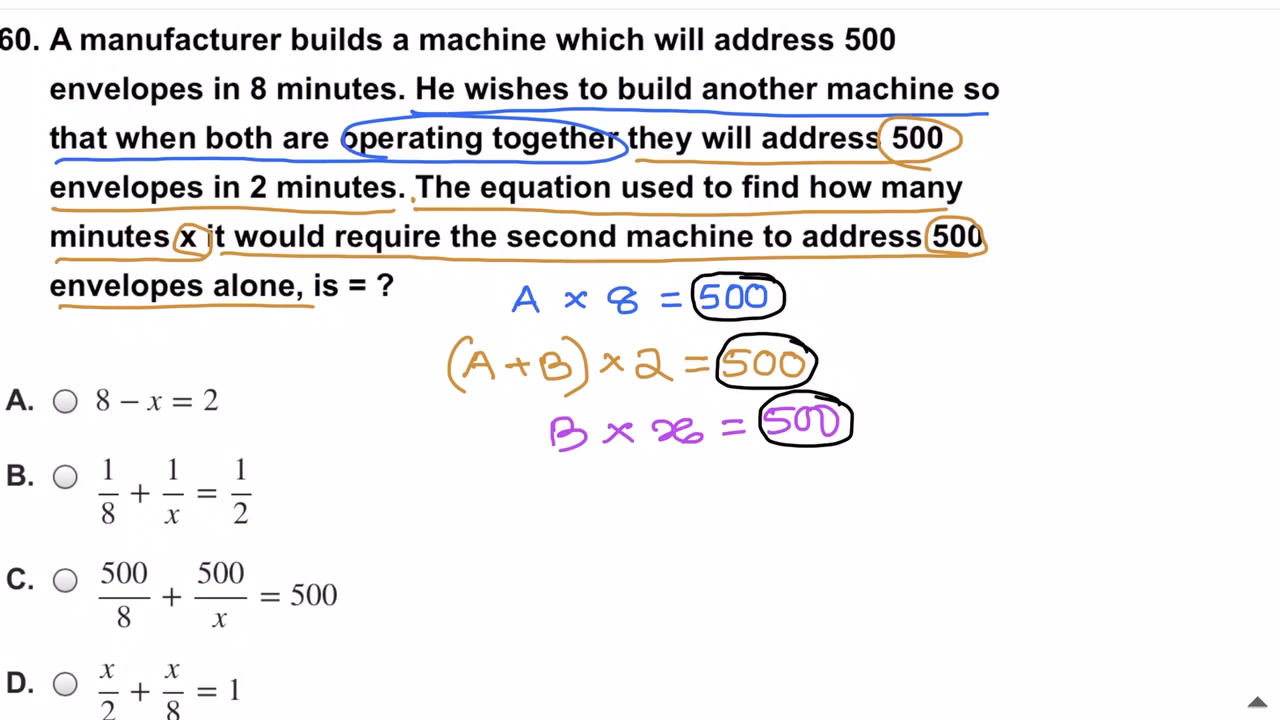 60. A manufacturer builds a machine which will address 500
envelopes in 8 minutes. He wishes to build another machine so
that when both are operating together they will address 500
envelopes in 2 minutes. The equation used to find how many
minutes x it would require the second machine to address 500
envelopes alone, is = ?
A × 8 = 500
(A + B) × 2 = 500
B × x = 500
A. 8 − x = 2
B. 1/8 + 1/x = 1/2
C. 500/8 + 500/x = 500
D. x/2 + x/8 = 1